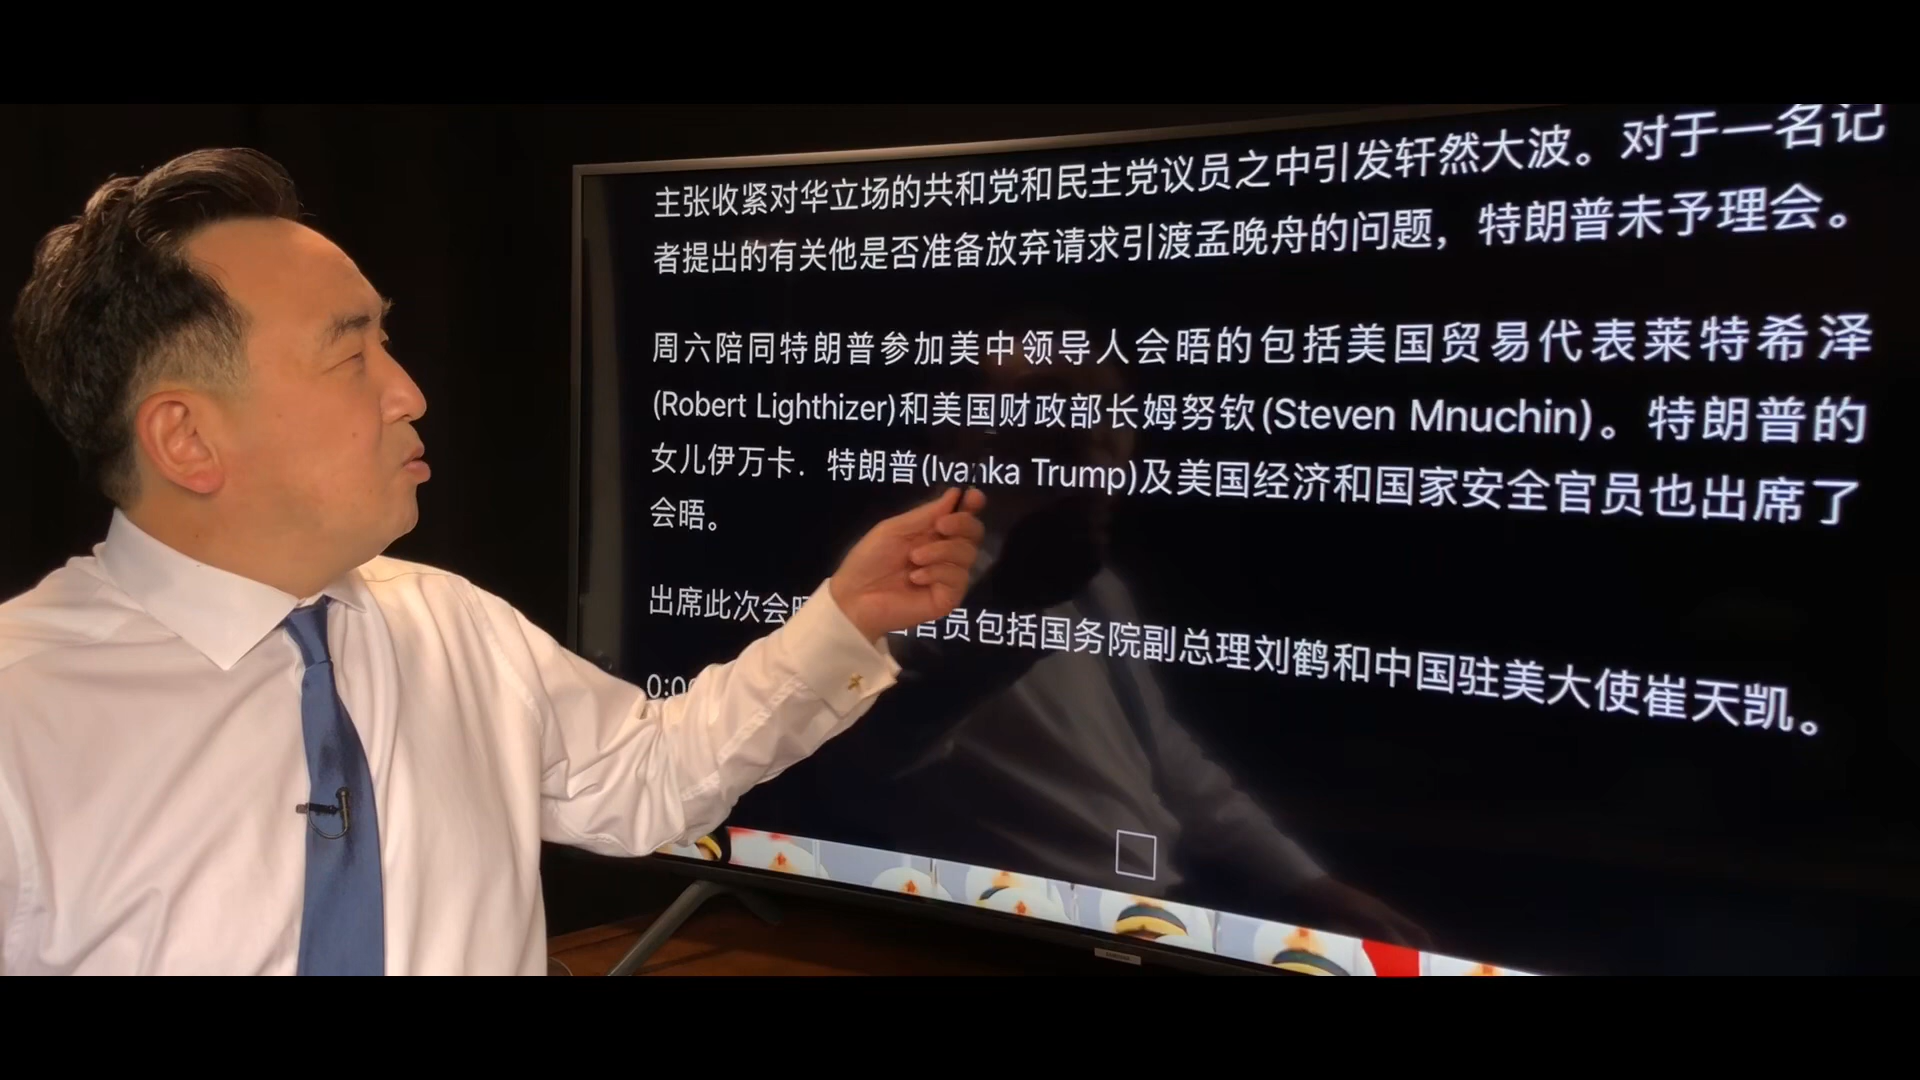 主张收紧对华立场的共和党和民主党议员之中引发轩然大波。对于一名记
者提出的有关他是否准备放弃请求引渡孟晚舟的问题，特朗普未予理会。
周六陪同特朗普参加美中领导人会晤的包括美国贸易代表莱特希泽
(Robert Lighthizer)和美国财政部长姆努钦(Steven Mnuchin)。特朗普的
女儿伊万卡．特朗普(Ivanka Trump)及美国经济和国家安全官员也出席了
会晤。
出席此次会 官员包括国务院副总理刘鹤和中国驻美大使崔天凯。